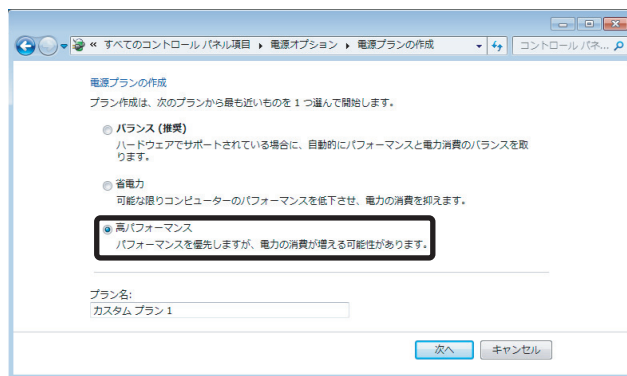 « すべてのコントロール パネル項目 ▸ 電源オプション ▸ 電源プランの作成
コントロール パネ...
電源プランの作成
プラン作成は、次のプランから最も近いものを 1 つ選んで開始します。
バランス (推奨)
ハードウェアでサポートされている場合に、自動的にパフォーマンスと電力消費のバランスを取
ります。
省電力
可能な限りコンピューターのパフォーマンスを低下させ、電力の消費を抑えます。
高パフォーマンス
パフォーマンスを優先しますが、電力の消費が増える可能性があります。
プラン名:
カスタム プラン 1
次へ
キャンセル